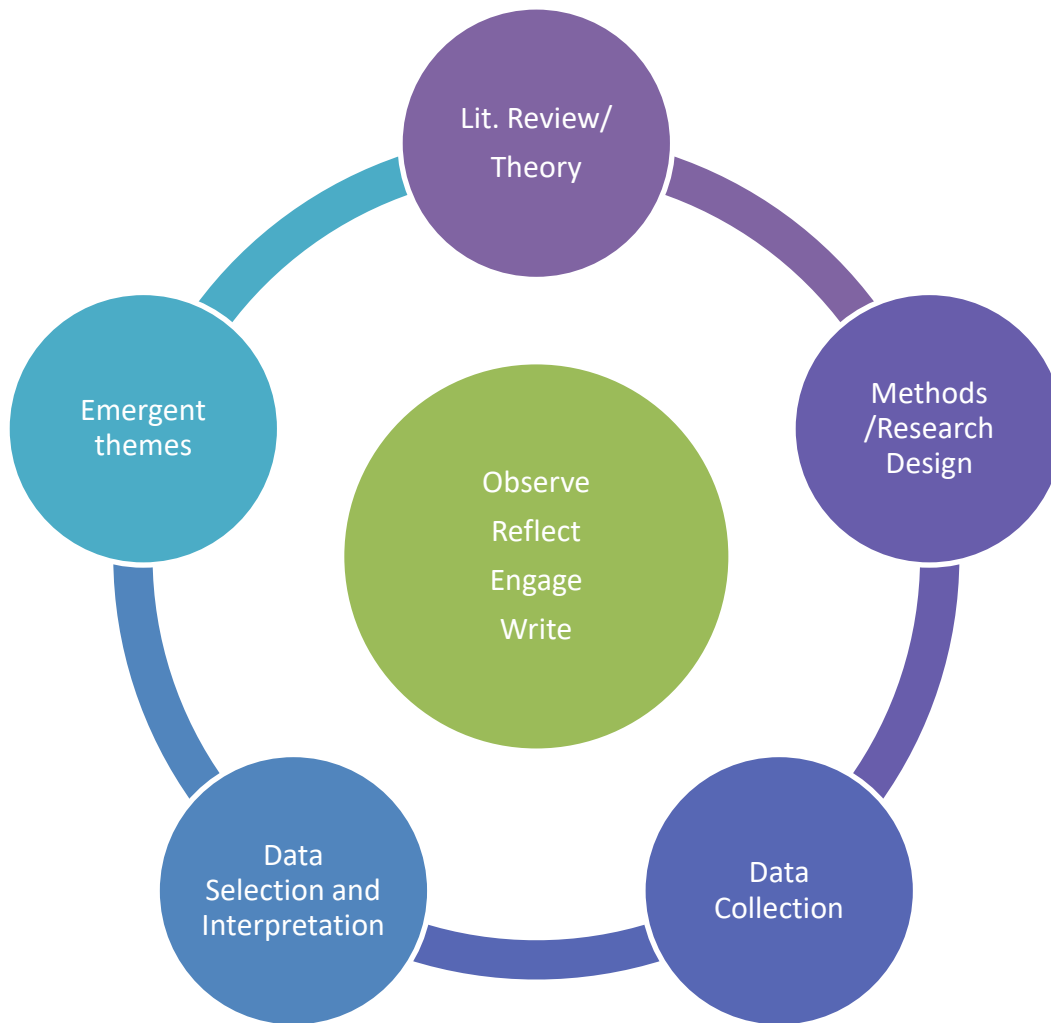 Lit. Review/
Theory
Methods
/Research
Design
Data
Collection
Data
Selection and
Interpretation
Emergent
themes
Observe
Reflect
Engage
Write